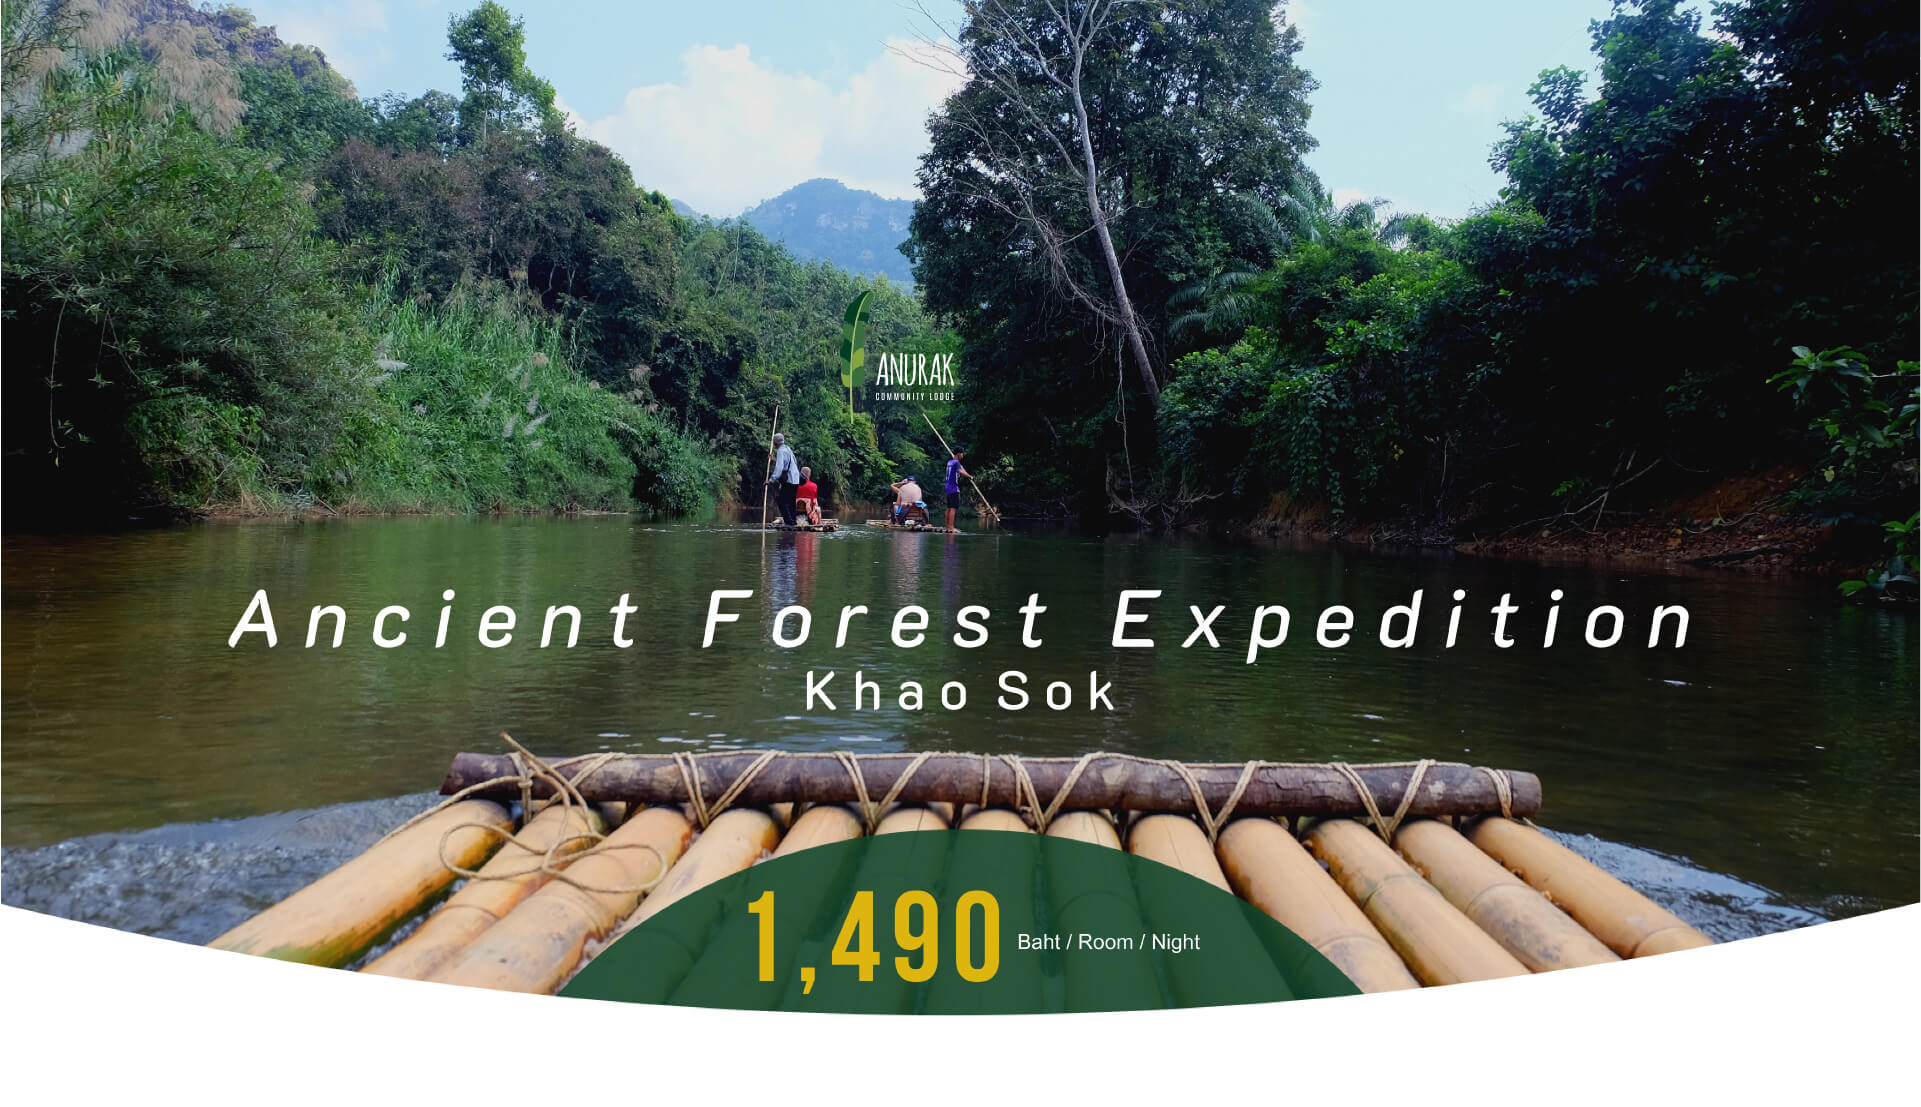 ANURAK
COMMUNITY LODGE
Ancient Forest Expedition
Khao Sok
1,490 Baht / Room / Night